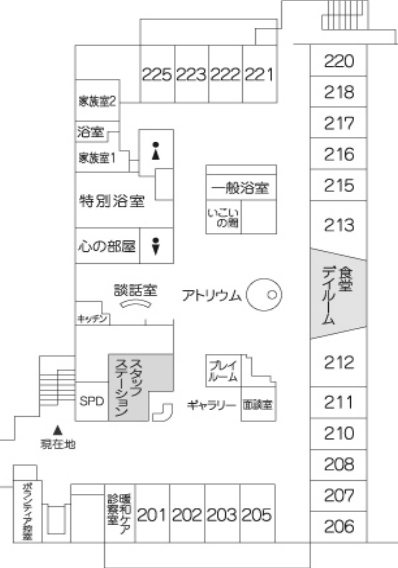 220
225 223 222 221
218
家族室2
217
浴室
家族室1
216
215
一般浴室
特別浴室
いこい
の間
213
心の部屋
食堂
デイルーム
談話室
アトリウム
キッチン
スタッフ
ステーション
プレイ
ルーム
212
SPD
ギャラリー
面談室
211
現在地
210
208
ボランティア控室
暖和ケア
診察室
201 202 203 205
207
206